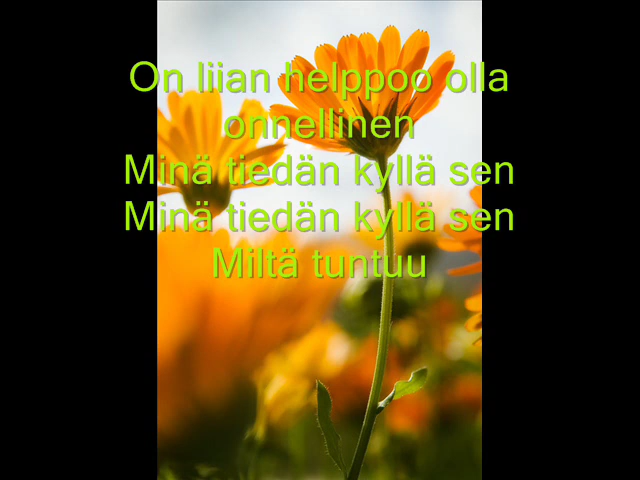 On liian helppoo olla
onnellinen
Minä tiedän kyllä sen
Minä tiedän kyllä sen
Miltä tuntuu